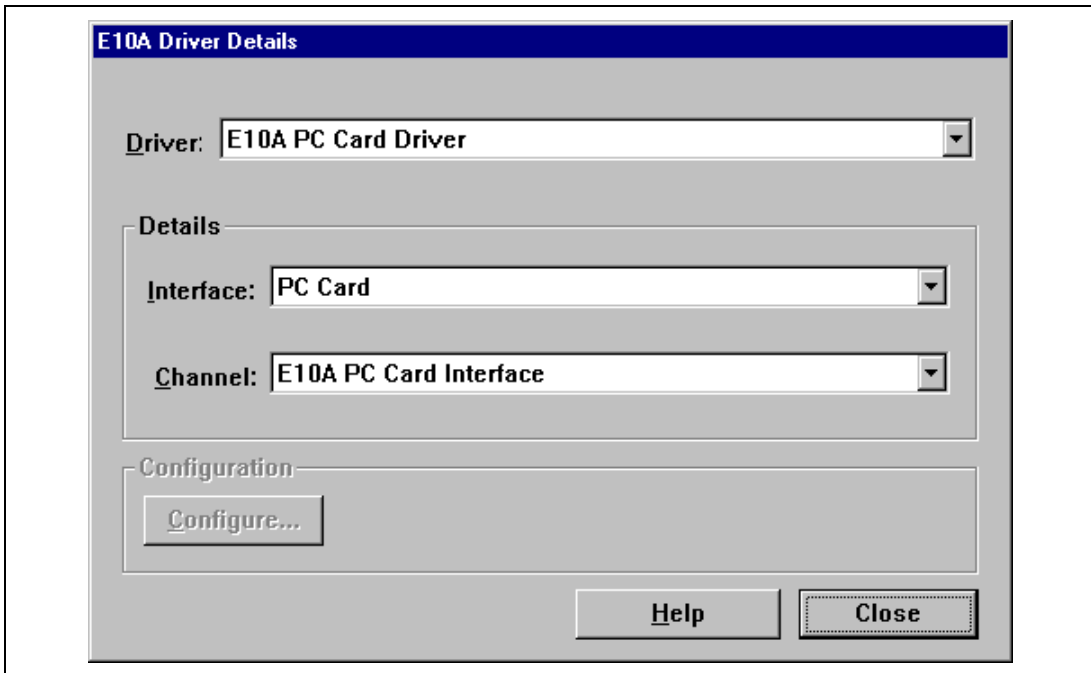 E10A Driver Details
Driver: E10A PC Card Driver
Details
Interface: PC Card
Channel: E10A PC Card Interface
Configuration
Configure...
Help Close